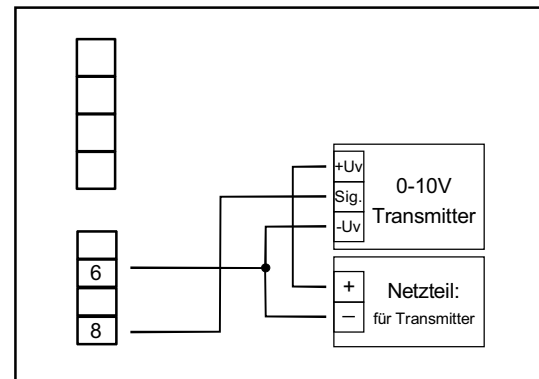 +Uv
Sig.
-Uv
0-10V
Transmitter
6
8
+
–
Netzteil:
für Transmitter